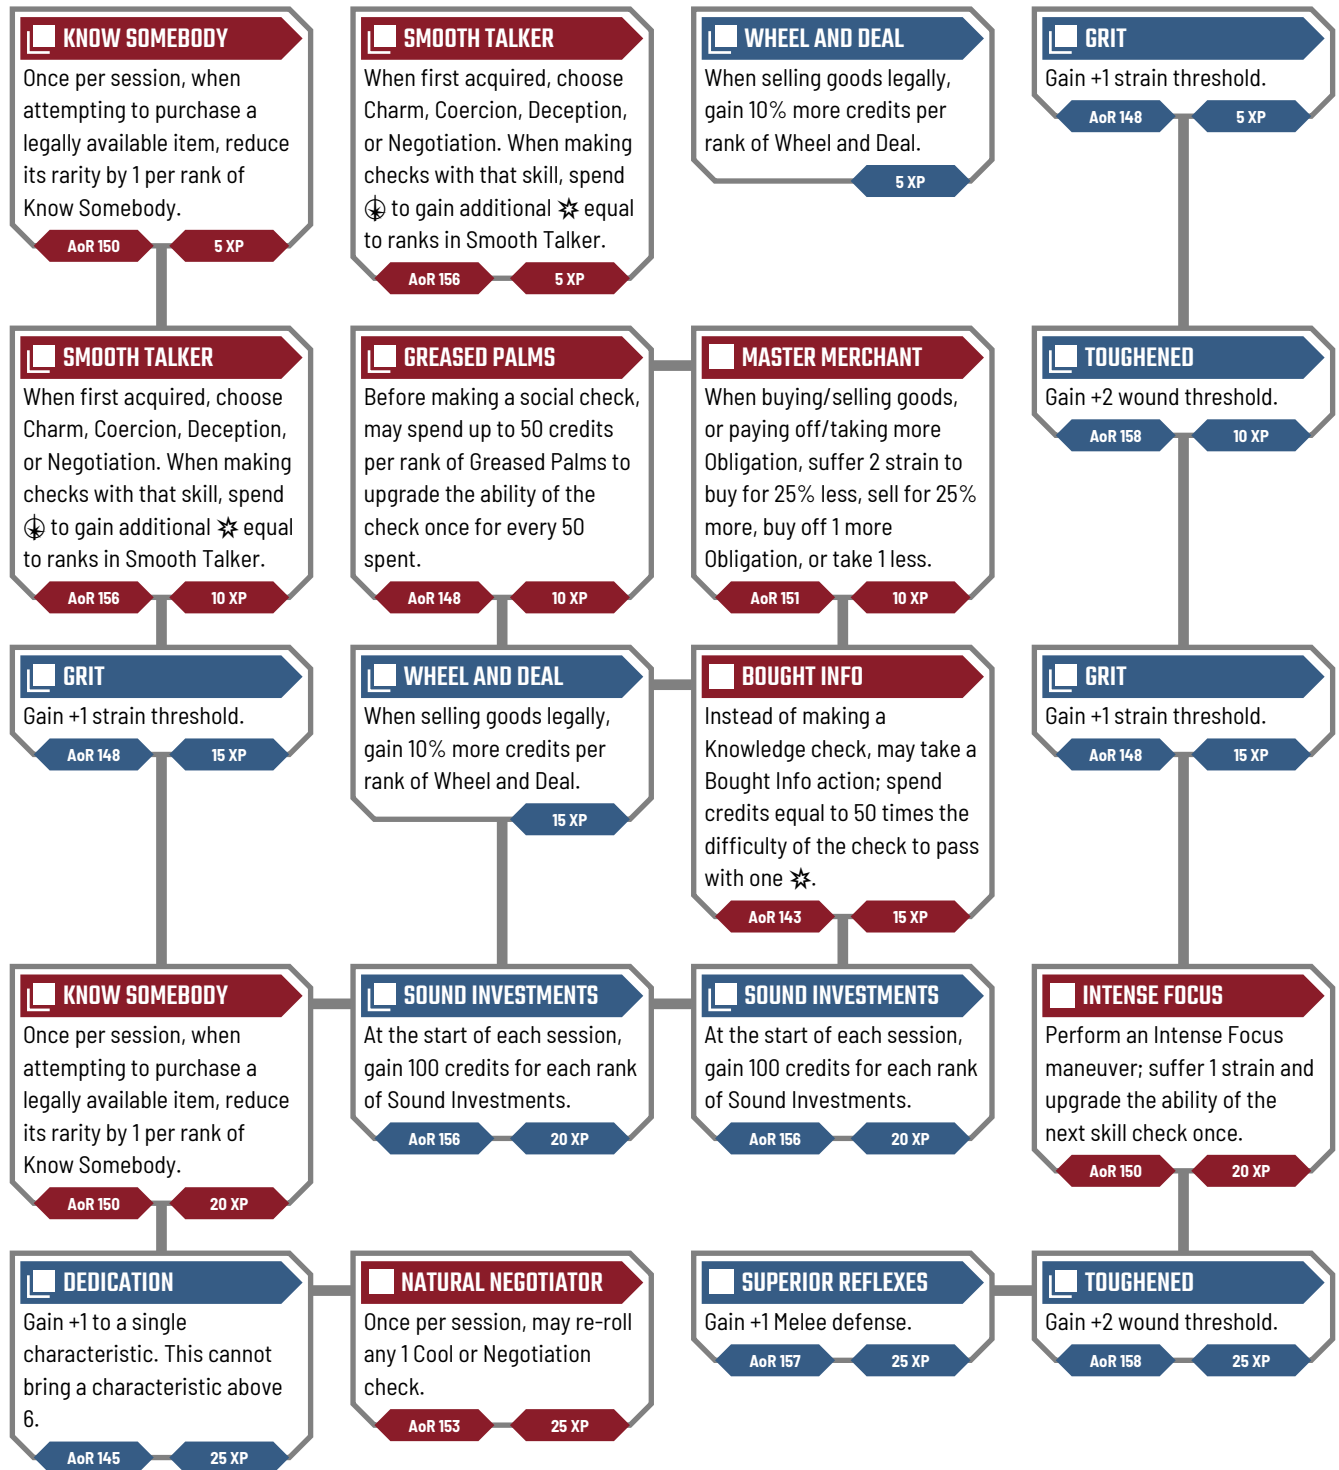 KNOW SOMEBODY
Once per session, when
attempting to purchase a
legally available item, reduce
its rarity by 1 per rank of
Know Somebody.
AoR 150
5 XP
SMOOTH TALKER
When first acquired, choose
Charm, Coercion, Deception,
or Negotiation. When making
checks with that skill, spend
to gain additional equal
to ranks in Smooth Talker.
AoR 156
5 XP
WHEEL AND DEAL
When selling goods legally,
gain 10% more credits per
rank of Wheel and Deal.
5 XP
GRIT
Gain +1 strain threshold.
AoR 148
5 XP
SMOOTH TALKER
When first acquired, choose
Charm, Coercion, Deception,
or Negotiation. When making
checks with that skill, spend
to gain additional equal
to ranks in Smooth Talker.
AoR 156
10 XP
GREASED PALMS
Before making a social check,
may spend up to 50 credits
per rank of Greased Palms to
upgrade the ability of the
check once for every 50
spent.
AoR 148
10 XP
MASTER MERCHANT
When buying/selling goods,
or paying off/taking more
Obligation, suffer 2 strain to
buy for 25% less, sell for 25%
more, buy off 1 more
Obligation, or take 1 less.
AoR 151
10 XP
TOUGHENED
Gain +2 wound threshold.
AoR 158
10 XP
GRIT
Gain +1 strain threshold.
AoR 148
15 XP
WHEEL AND DEAL
When selling goods legally,
gain 10% more credits per
rank of Wheel and Deal.
15 XP
BOUGHT INFO
Instead of making a
Knowledge check, may take a
Bought Info action; spend
credits equal to 50 times the
difficulty of the check to pass
with one .
AoR 143
15 XP
GRIT
Gain +1 strain threshold.
AoR 148
15 XP
KNOW SOMEBODY
Once per session, when
attempting to purchase a
legally available item, reduce
its rarity by 1 per rank of
Know Somebody.
AoR 150
20 XP
SOUND INVESTMENTS
At the start of each session,
gain 100 credits for each rank
of Sound Investments.
AoR 156
20 XP
SOUND INVESTMENTS
At the start of each session,
gain 100 credits for each rank
of Sound Investments.
AoR 156
20 XP
INTENSE FOCUS
Perform an Intense Focus
maneuver; suffer 1 strain and
upgrade the ability of the
next skill check once.
AoR 150
20 XP
DEDICATION
Gain +1 to a single
characteristic. This cannot
bring a characteristic above
6.
AoR 145
25 XP
NATURAL NEGOTIATOR
Once per session, may re-roll
any 1 Cool or Negotiation
check.
AoR 153
25 XP
SUPERIOR REFLEXES
Gain +1 Melee defense.
AoR 157
25 XP
TOUGHENED
Gain +2 wound threshold.
AoR 158
25 XP